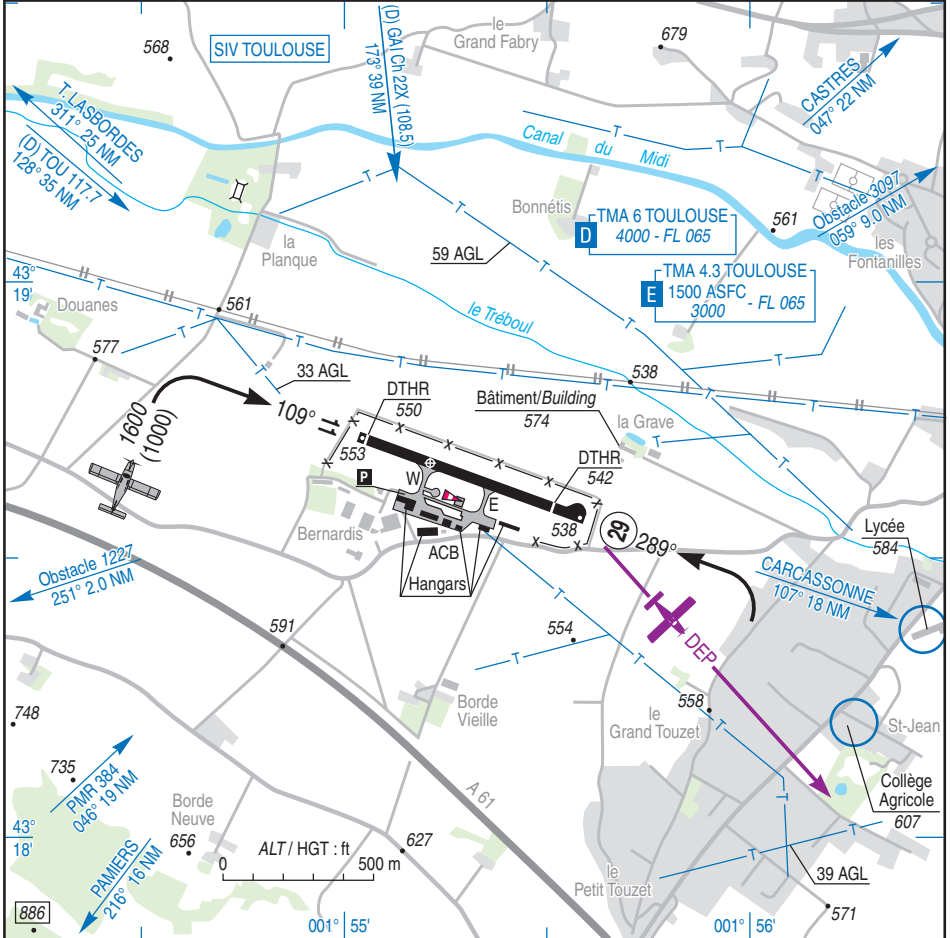 568
SIV TOULOUSE
(D) GAI Ch 22X (108.5)
173° 39 NM
le
Grand Fabry
679
CASTRES
047° 22 NM
T. LASBORDES
311° 25 NM
(D) TOU 117.7
128° 35 NM
T
T
T
T
Canal
du
Midi
Bonnétis
TMA 6 TOULOUSE
D
4000 - FL 065
561
Obstacle 3097
059° 9.0 NM
les
Fontanilles
la
Planque
59 AGL
TMA 4.3 TOULOUSE
E
1500 ASFC
3000
- FL 065
43°
19'
Douanes
561
le Tréboul
T
T
T
T
T
T
T
T
577
33 AGL
538
1600
(1000)
109°
11
DTHR
550
Bâtiment/Building
574
la Grave
553
DTHR
542
P
W
E
538
Bernardis
ACB
Hangars
29
289°
Lycée
584
Obstacle 1227
251° 2.0 NM
CARCASSONNE
107° 18 NM
591
554
DEP
T
T
T
Borde
Vieille
558
le
Grand Touzet
St-Jean
748
735
PMR 384
046° 19 NM
A 61
Collège
Agricole
607
Borde
Neuve
43°
18'
656
ALT / HGT : ft
0
500 m
627
T
T
T
39 AGL
PAMIERS
216° 16 NM
le
Petit Touzet
571
886
001° 55'
001° 56'